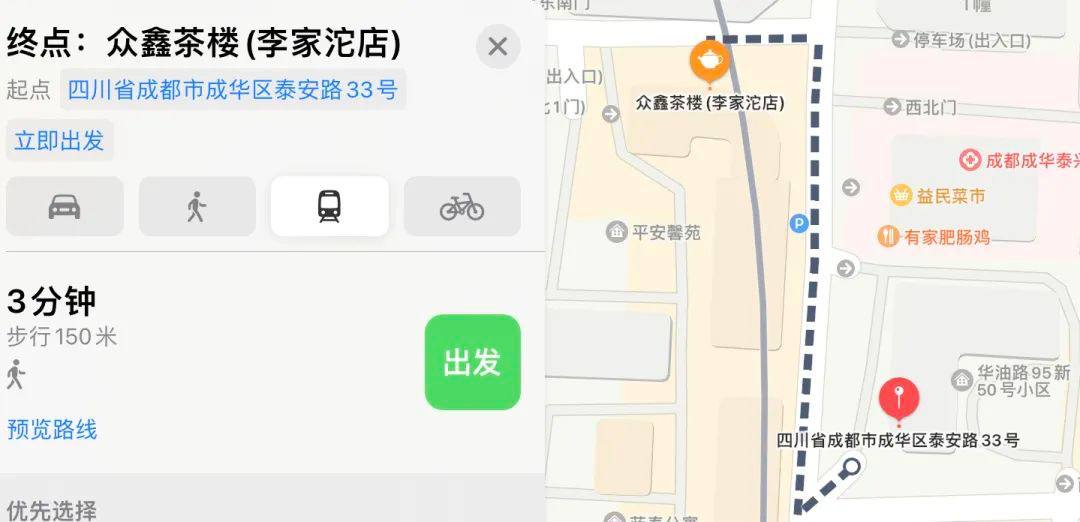 终点：众鑫茶楼(李家沱店)
起点 四川省成都市成华区泰安路33号
立即出发
3分钟
步行150米
出发
预览路线
优先选择
东南门
1幢
停车场(出入口)
出入口)
众鑫茶楼(李家沱店)
西北门
成都成华泰兴
益民菜市
有家肥肠鸡
P
平安馨苑
华油路95新
50号小区
四川省成都市成华区泰安路33号